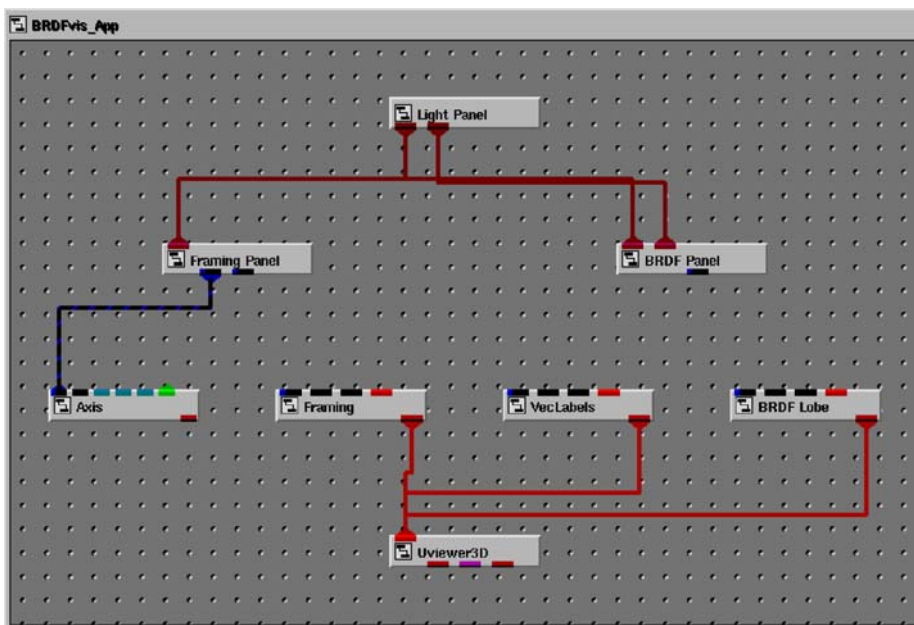 BRDFvis_App
Light Panel
Framing Panel
BRDF Panel
Axis
Framing
VecLabels
BRDF Lobe
Uviewer3D